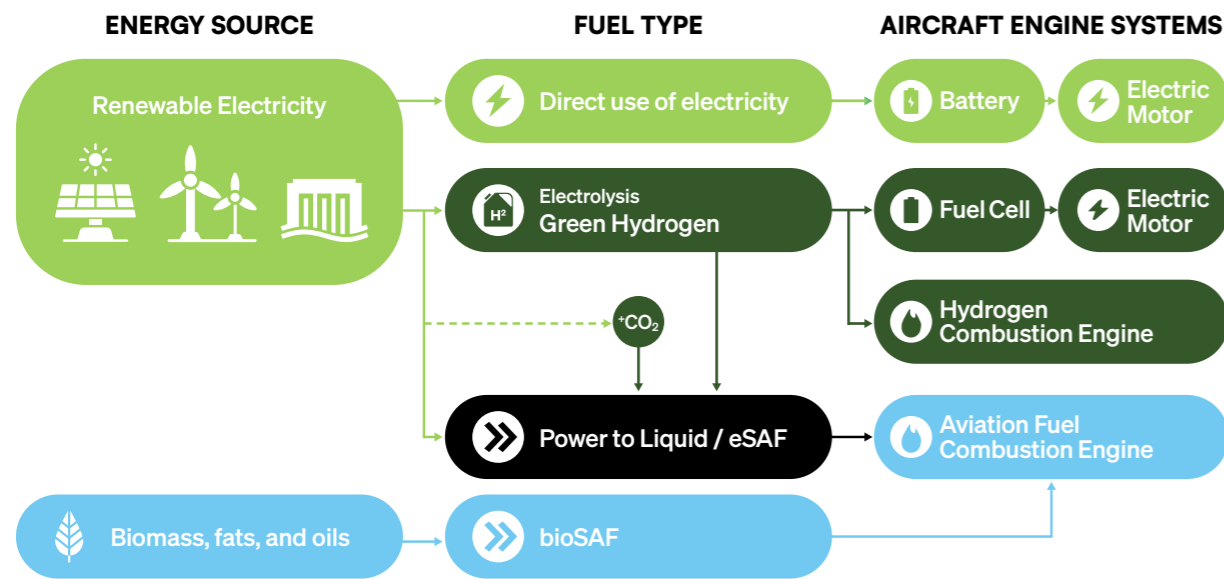 ENERGY SOURCE
FUEL TYPE
AIRCRAFT ENGINE SYSTEMS
Renewable Electricity
Direct use of electricity
Battery
Electric
Motor
Electrolysis
H²
Green Hydrogen
Fuel Cell
Electric
Motor
Hydrogen
Combustion Engine
+CO₂
Power to Liquid / eSAF
Aviation Fuel
Combustion Engine
Biomass, fats, and oils
bioSAF